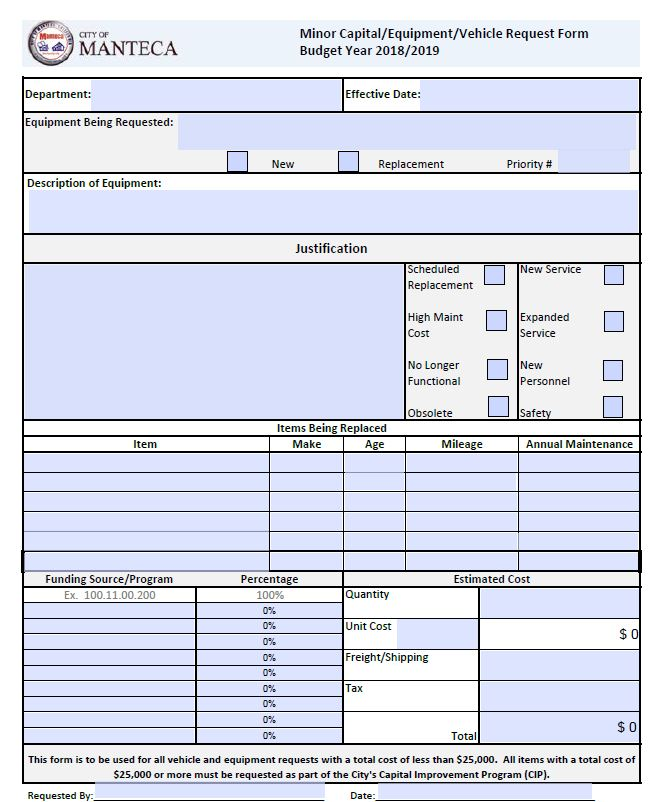 Manteca
CITY OF
MANTECA
Minor Capital/Equipment/Vehicle Request Form
Budget Year 2018/2019
Department:
Effective Date:
Equipment Being Requested:
New
Replacement
Priority #
Description of Equipment:
Justification
Scheduled
Replacement
New Service
High Maint
Cost
Expanded
Service
No Longer
Functional
New
Personnel
Obsolete
Safety
Items Being Replaced
Item
Make
Age
Mileage
Annual Maintenance
Funding Source/Program
Percentage
Estimated Cost
Ex. 100.11.00.200
100%
Quantity
0%
0%
Unit Cost
$ 0
0%
0%
Freight/Shipping
0%
0%
Tax
0%
0%
0%
Total
$ 0
This form is to be used for all vehicle and equipment requests with a total cost of less than $25,000. All items with a total cost of
$25,000 or more must be requested as part of the City's Capital Improvement Program (CIP).
Requested By:
Date: